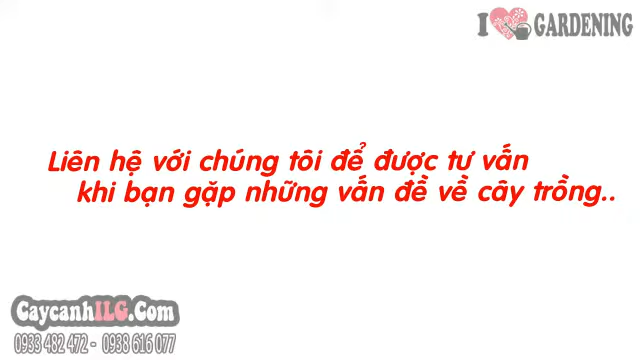 I GARDENING
Liên hệ với chúng tôi để được tư vấn
khi bạn gặp những vấn đề về cây trồng..
CaycanhILG.Com
0933 482 472 - 0938 616 077